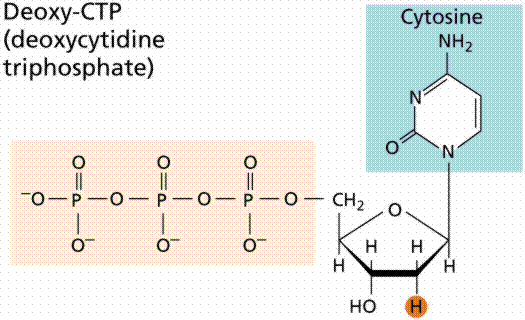 Deoxy-CTP
(deoxycytidine
triphosphate)
Cytosine
NH₂
N
O
N
O O O
⁻O P O P O P O CH₂
O⁻ O⁻ O⁻
O
H H
H H
HO H